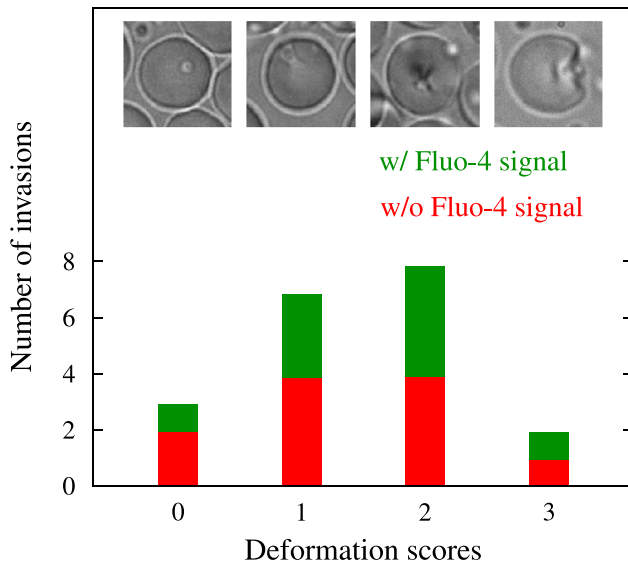 w/ Fluo-4 signal
w/o Fluo-4 signal
Number of invasions
8
6
4
2
0
0 1 2 3
Deformation scores